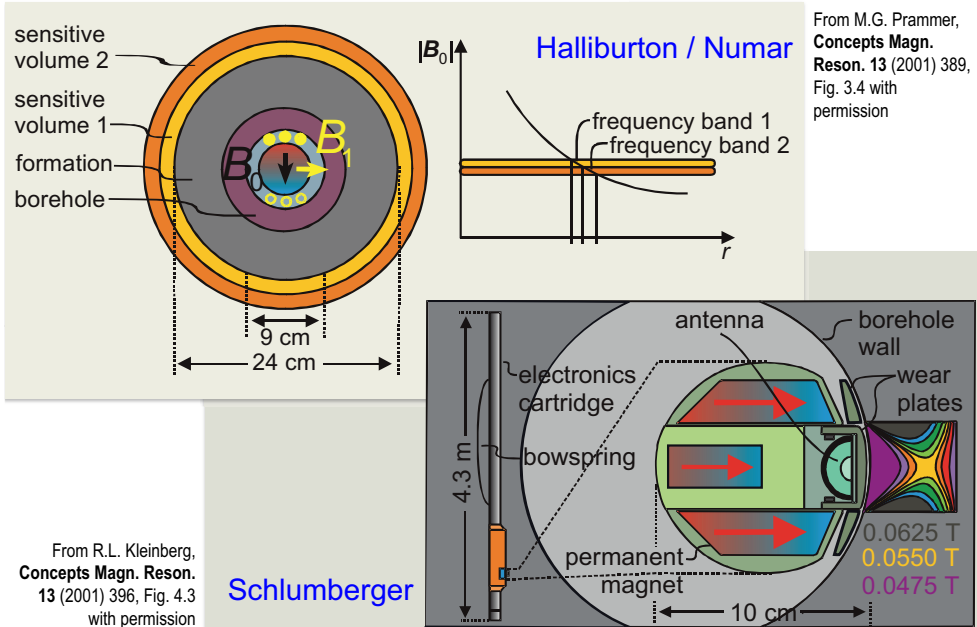 sensitive
volume 2
sensitive
volume 1
formation
borehole
B0
B1
9 cm
24 cm
|B0|
Halliburton / Numar
frequency band 1
frequency band 2
r
From M.G. Prammer,
Concepts Magn.
Reson. 13 (2001) 389,
Fig. 3.4 with
permission
4.3 m
electronics
cartridge
bowspring
antenna
borehole
wall
wear
plates
permanent
magnet
10 cm
0.0625 T
0.0550 T
0.0475 T
From R.L. Kleinberg,
Concepts Magn. Reson.
13 (2001) 396, Fig. 4.3
with permission
Schlumberger